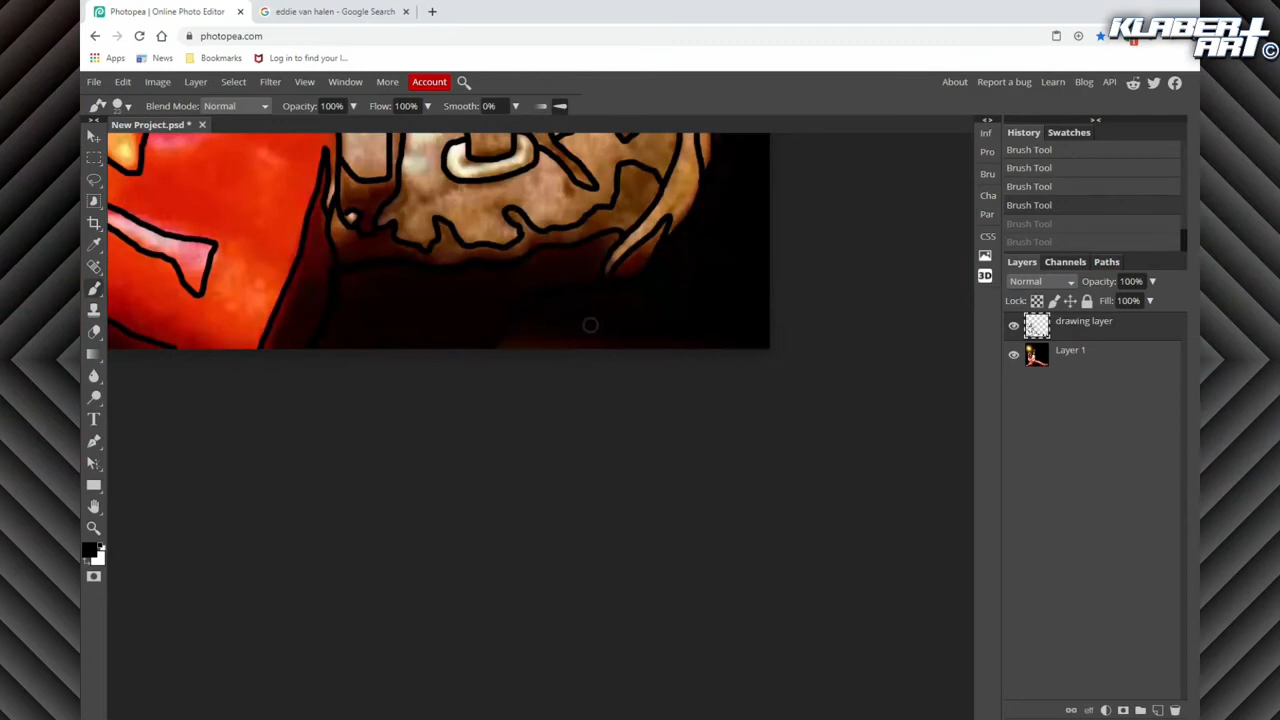 Photopea | Online Photo Editor
eddie van halen - Google Search
KLABER+
ART©
photopea.com
Apps News Bookmarks Log in to find your l...
File Edit Image Layer Select Filter View Window More Account
About Report a bug Learn Blog API
Blend Mode: Normal Opacity: 100% Flow: 100% Smooth: 0%
New Project.psd *
Inf
Pro
Bru
Cha
Par
CSS
3D
History Swatches
Brush Tool
Brush Tool
Brush Tool
Brush Tool
Brush Tool
Brush Tool
Layers Channels Paths
Normal Opacity: 100%
Lock: Fill: 100%
drawing layer
Layer 1